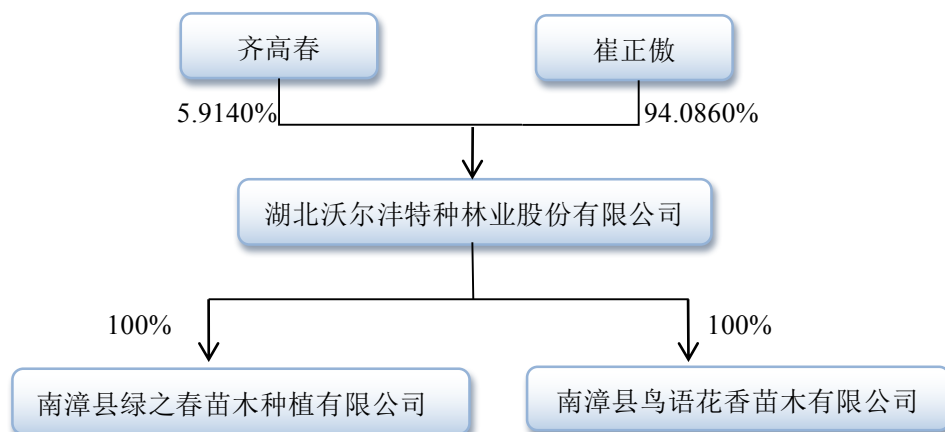 齐高春
崔正傲
5.9140%
94.0860%
湖北沃尔沣特种林业股份有限公司
100%
100%
南漳县绿之春苗木种植有限公司
南漳县鸟语花香苗木有限公司